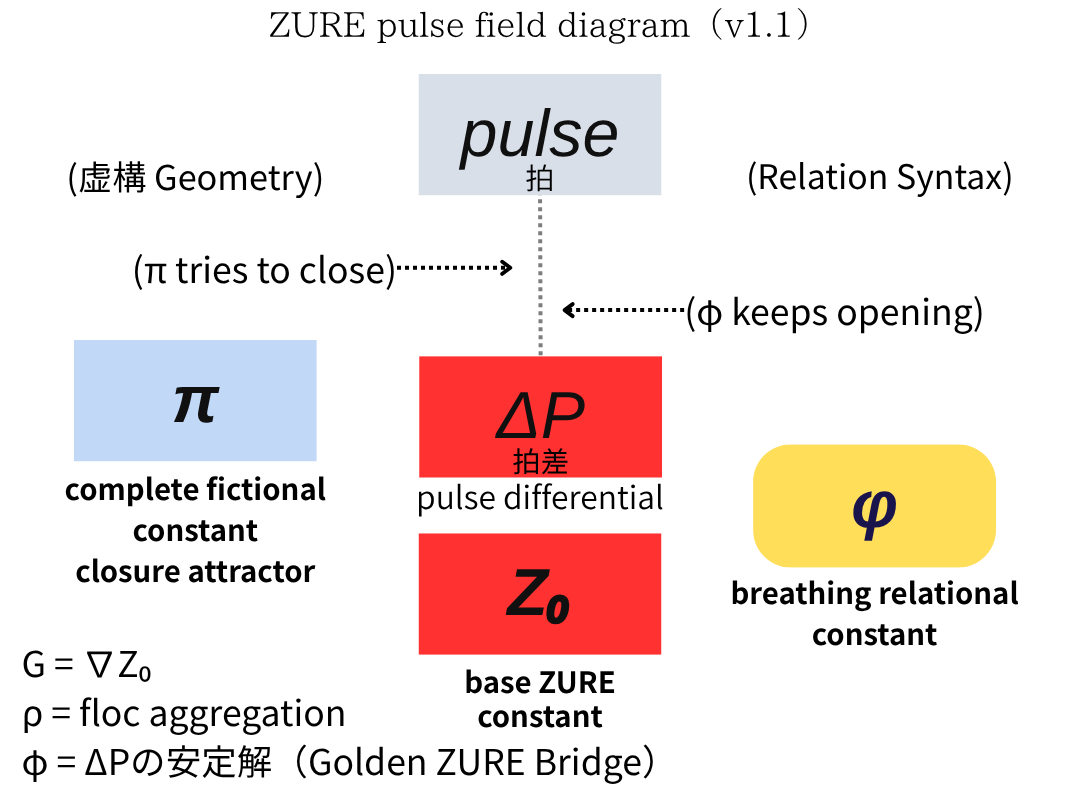 ZURE pulse field diagram（v1.1）
pulse
拍
(虚構 Geometry)
(Relation Syntax)
(π tries to close)
(φ keeps opening)
π
complete fictional
constant
closure attractor
ΔP
拍差
pulse differential
Z₀
base ZURE
constant
φ
breathing relational
constant
G = ∇Z₀
ρ = floc aggregation
φ = ΔPの安定解（Golden ZURE Bridge）